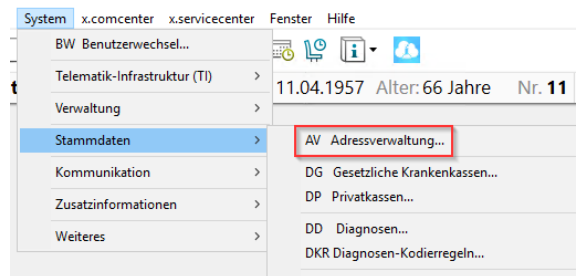 System x.comcenter x.servicecenter Fenster Hilfe
BW Benutzerwechsel...
Telematik-Infrastruktur (TI)
11.04.1957 Alter: 66 Jahre Nr. 11
Verwaltung
Stammdaten
AV Adressverwaltung...
Kommunikation
DG Gesetzliche Krankenkassen...
DP Privatkassen...
Zusatzinformationen
DD Diagnosen...
Weiteres
DKR Diagnosen-Kodierregeln...